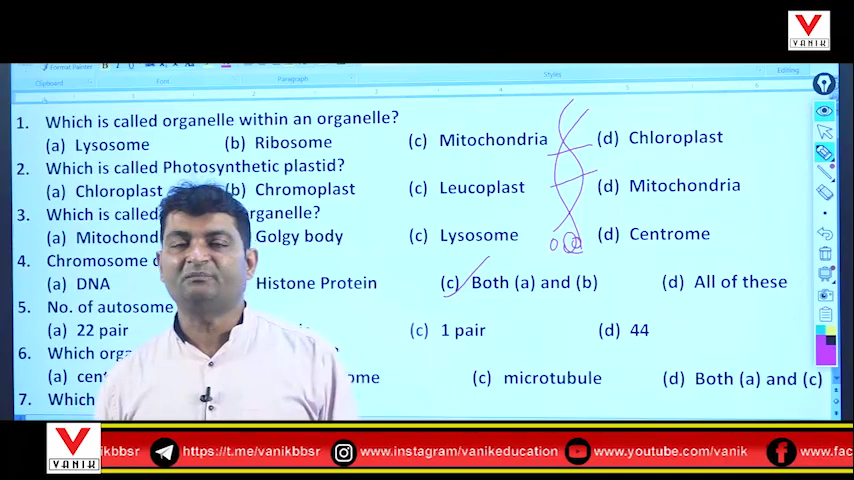 VANIK
Format Painter
Clipboard
Font
Paragraph
Styles
Editing
1. Which is called organelle within an organelle?
(a) Lysosome (b) Ribosome (c) Mitochondria (d) Chloroplast
2. Which is called Photosynthetic plastid?
(a) Chloroplast (b) Chromoplast (c) Leucoplast (d) Mitochondria
3. Which is called organelle?
(a) Mitochond Golgy body (c) Lysosome (d) Centrome
4. Chromosome
(a) DNA Histone Protein (c) Both (a) and (b) (d) All of these
5. No. of autosome
(a) 22 pair (c) 1 pair (d) 44
6. Which orga ?
(a) cen ome (c) microtubule (d) Both (a) and (c)
7. Which
VANIK
nikbbsr https://t.me/vanikbbsr www.instagram/vanikeducation www.youtube.com/vanik www.fac